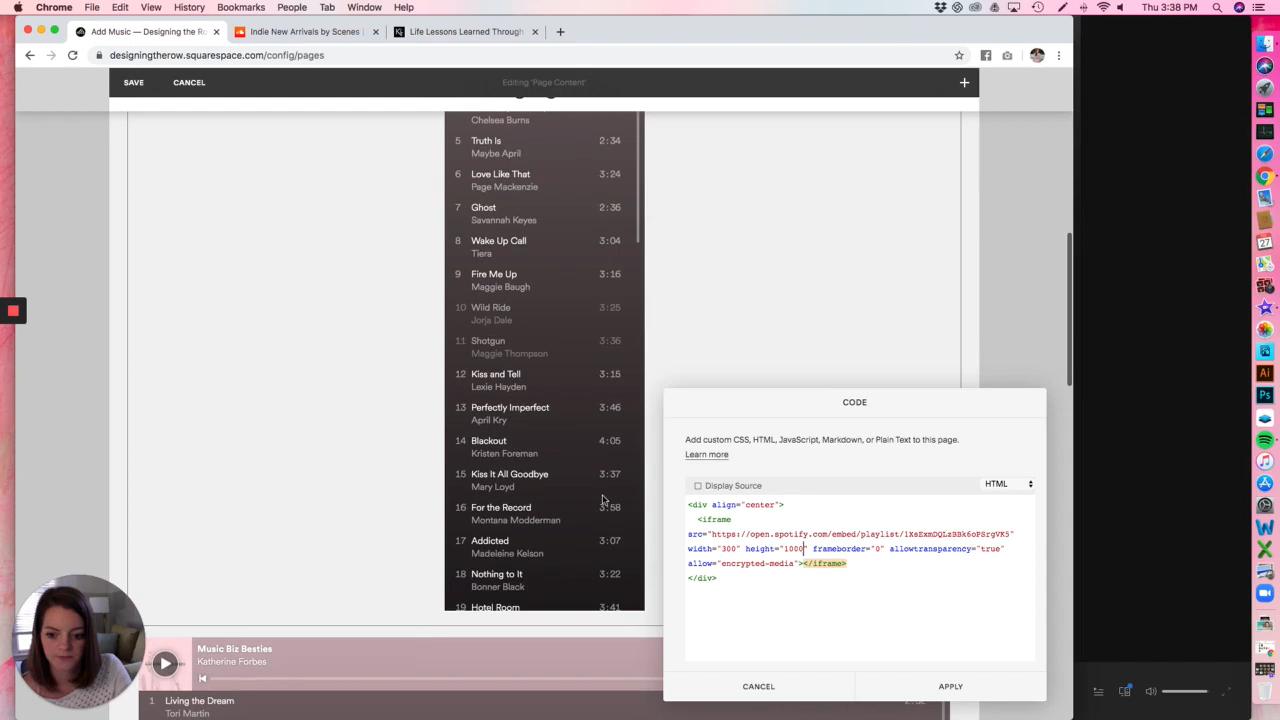 Chrome File Edit View History Bookmarks People Tab Window Help
Thu 3:38 PM
Add Music — Designing the Ro
Indie New Arrivals by Scenes |
Life Lessons Learned Through
designingtherow.squarespace.com/config/pages
SAVE CANCEL Editing 'Page Content'
Chelsea Burns
5 Truth Is 2:34
Maybe April
6 Love Like That 3:24
Page Mackenzie
7 Ghost 2:36
Savannah Keyes
8 Wake Up Call 3:04
Tiera
9 Fire Me Up 3:16
Maggie Baugh
10 Wild Ride 3:25
Jorja Dale
11 Shotgun 3:36
Maggie Thompson
12 Kiss and Tell 3:15
Lexie Hayden
13 Perfectly Imperfect 3:46
April Kry
14 Blackout 4:05
Kristen Foreman
15 Kiss It All Goodbye 3:37
Mary Loyd
16 For the Record 3:58
Montana Modderman
17 Addicted 3:07
Madeleine Kelson
18 Nothing to It 3:22
Bonner Black
19 Hotel Room 3:41
CODE
Add custom CSS, HTML, JavaScript, Markdown, or Plain Text to this page.
Learn more
Display Source HTML
<div align="center">
<iframe
src="https://open.spotify.com/embed/playlist/1XsExmDQLzBBk6oPSrgVK5"
width="300" height="1000" frameborder="0" allowtransparency="true"
allow="encrypted-media"></iframe>
</div>
CANCEL APPLY
Music Biz Besties
Katherine Forbes
1 Living the Dream
Tori Martin
27
Ai
Ps